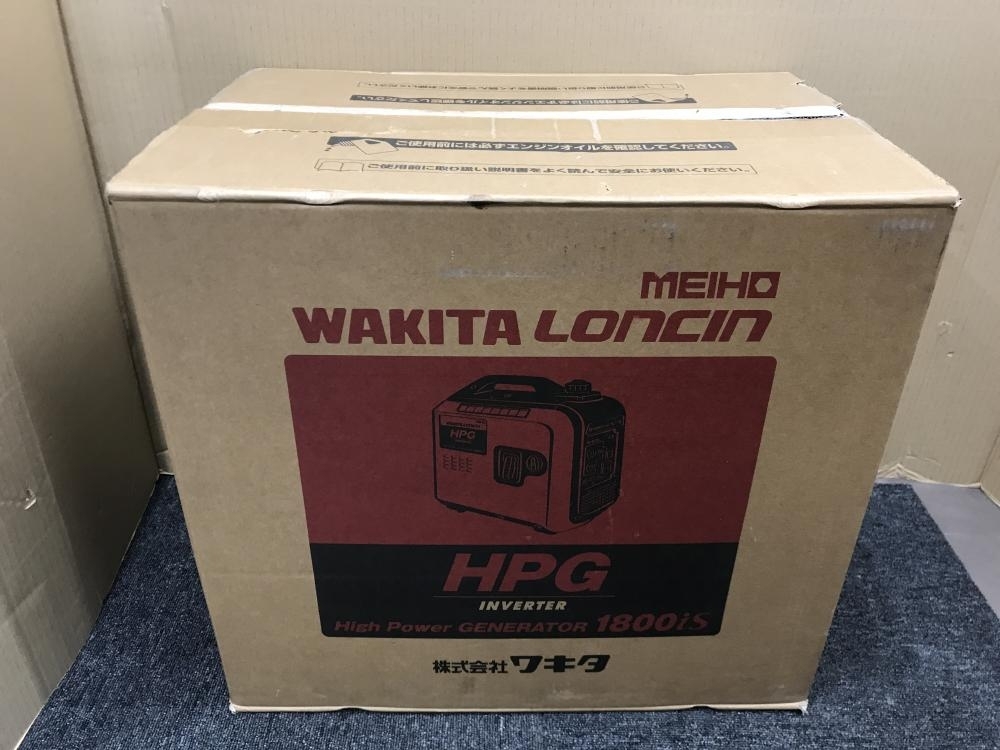 ご使用前には必ずエンジンオイルを確認してください。
ご使用前に取り扱い説明書をよく読んで安全にお使いください。
MEIHO
WAKITA LONCIN
HPG
HPG
INVERTER
High Power GENERATOR 1800iS
株式会社ワキタ